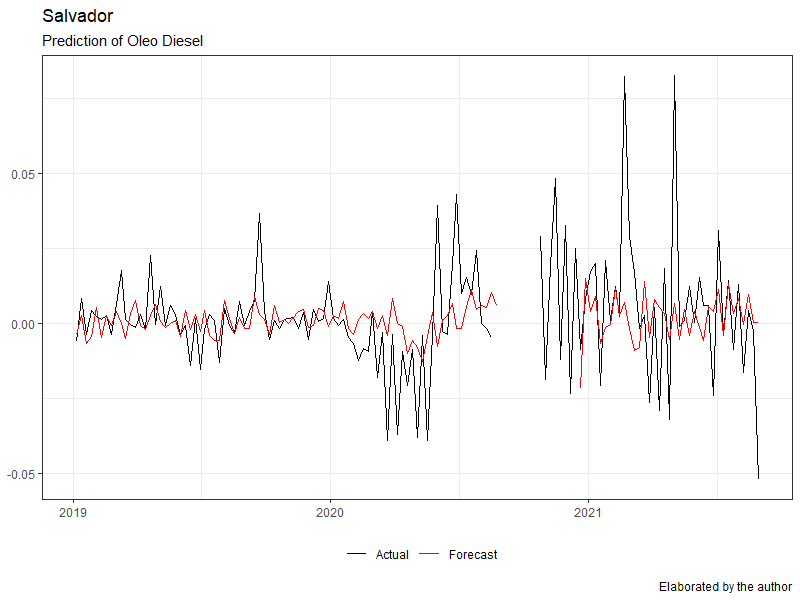 Salvador
Prediction of Oleo Diesel
0.05
0.00
-0.05
2019 2020 2021
Actual Forecast
Elaborated by the author